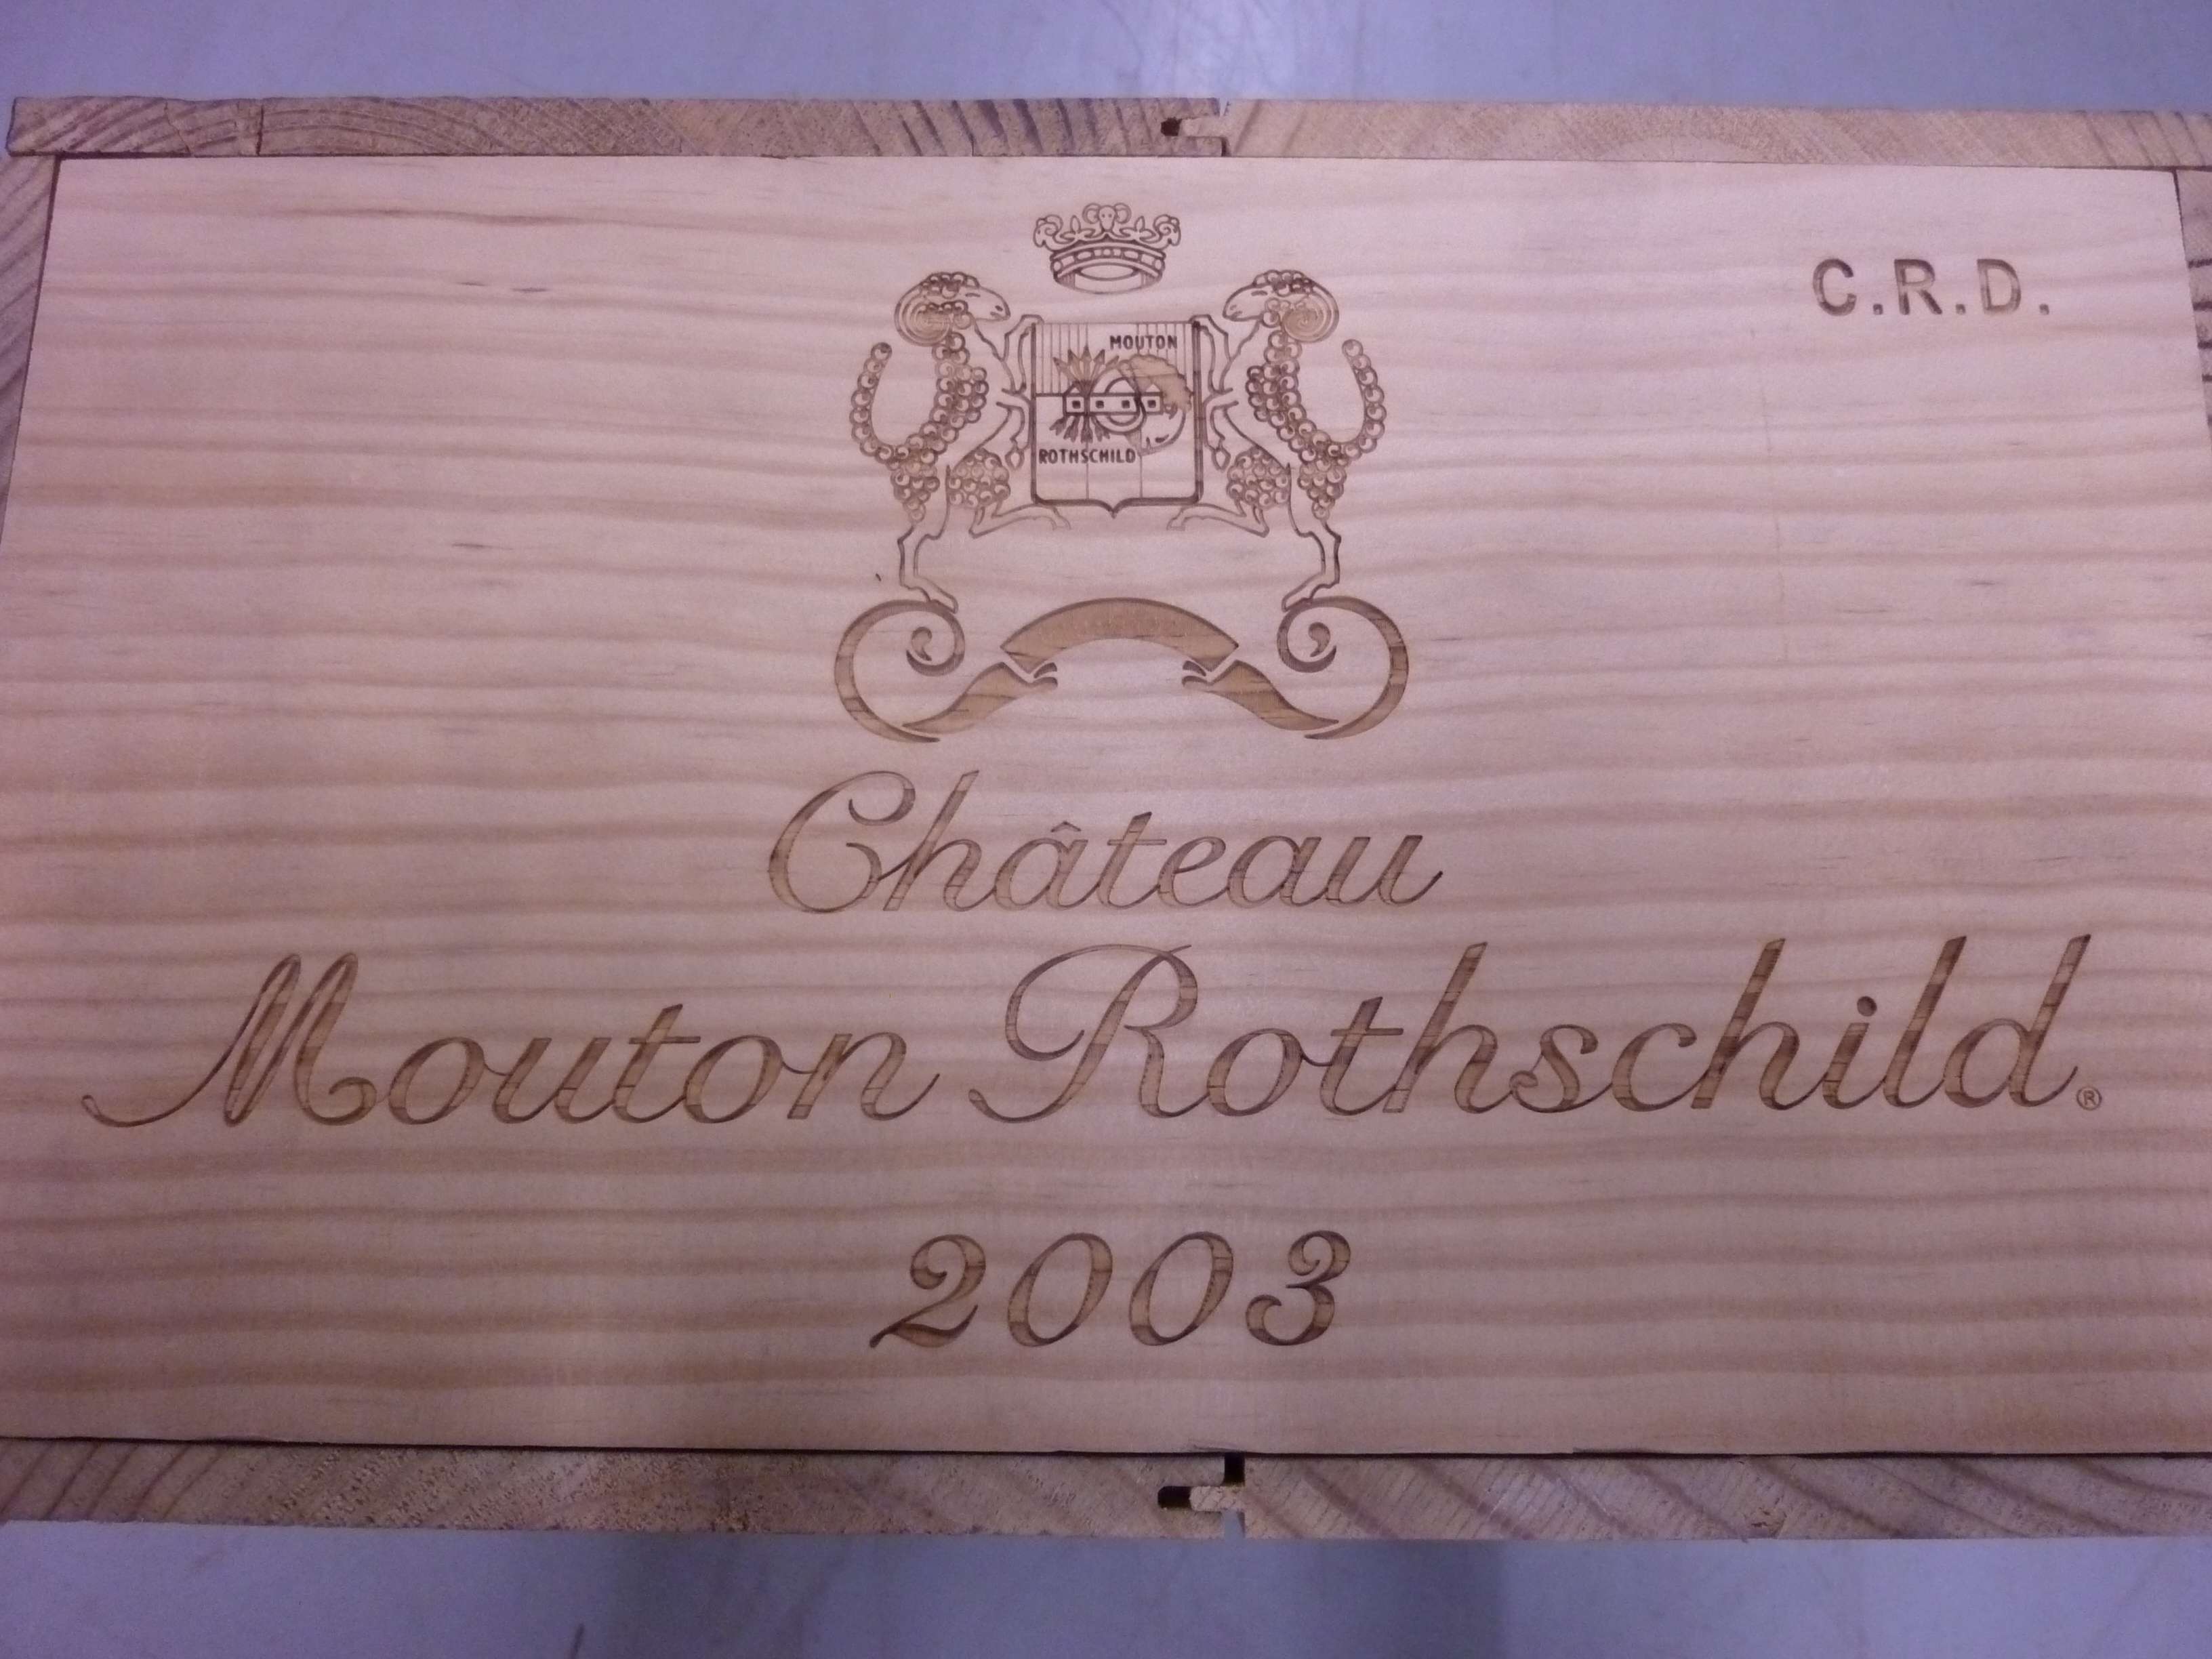 C.R.D.
MOUTON
ROTHSCHILD
Château
Mouton Rothschild®
2003